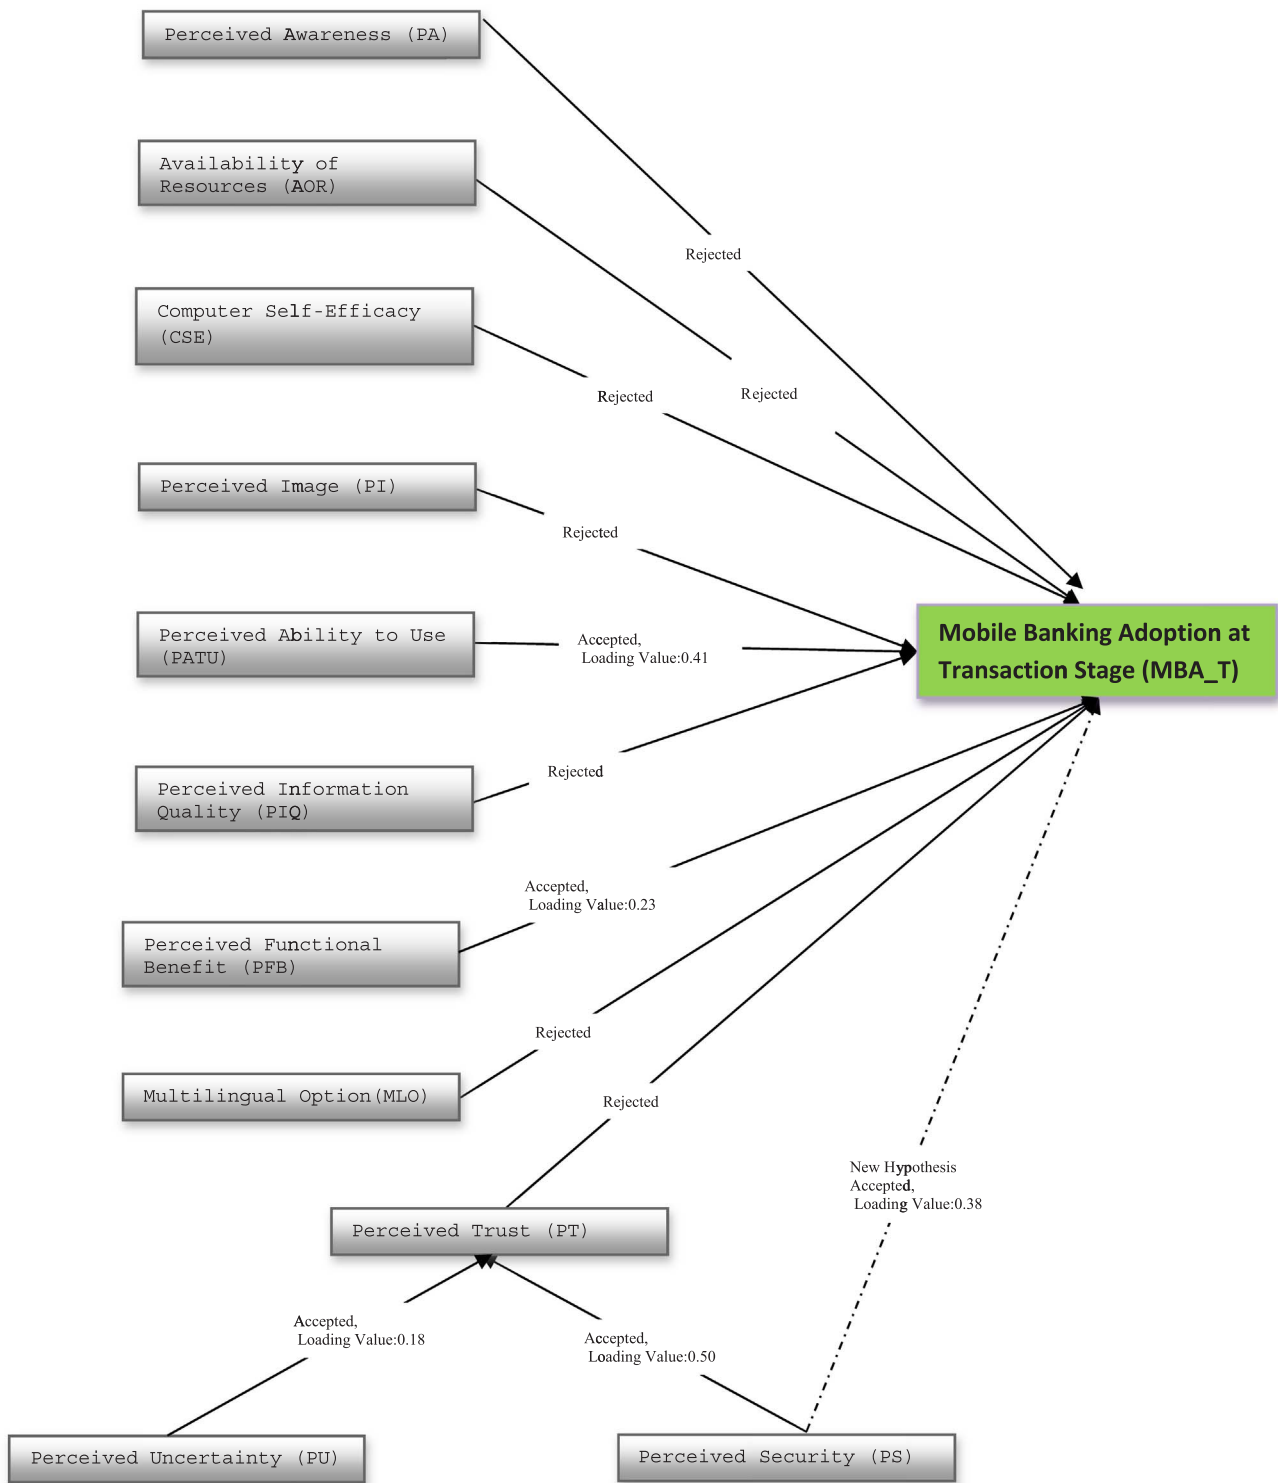 Perceived Awareness (PA)
Rejected
Availability of
Resources (AOR)
Rejected
Computer Self-Efficacy
(CSE)
Rejected
Perceived Image (PI)
Rejected
Perceived Ability to Use
(PATU)
Accepted,
Loading Value:0.41
Mobile Banking Adoption at
Transaction Stage (MBA_T)
Perceived Information
Quality (PIQ)
Rejected
Perceived Functional
Benefit (PFB)
Accepted,
Loading Value:0.23
Multilingual Option(MLO)
Rejected
Rejected
New Hypothesis
Accepted,
Loading Value:0.38
Perceived Trust (PT)
Accepted,
Loading Value:0.18
Accepted,
Loading Value:0.50
Perceived Uncertainty (PU)
Perceived Security (PS)